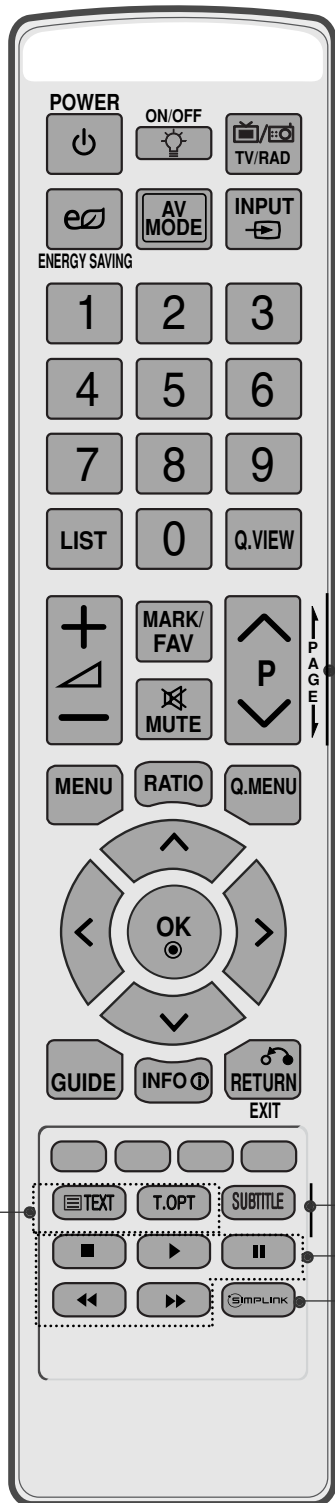 POWER
ON/OFF
TV/RAD
ENERGY SAVING
e
AV
MODE
INPUT
1 2 3
4 5 6
7 8 9
LIST 0 Q.VIEW
MARK/
FAV
P
PAGE
MUTE
MENU RATIO Q.MENU
OK
GUIDE INFO i RETURN
EXIT
TEXT T.OPT SUBTITLE
SIMPLINK